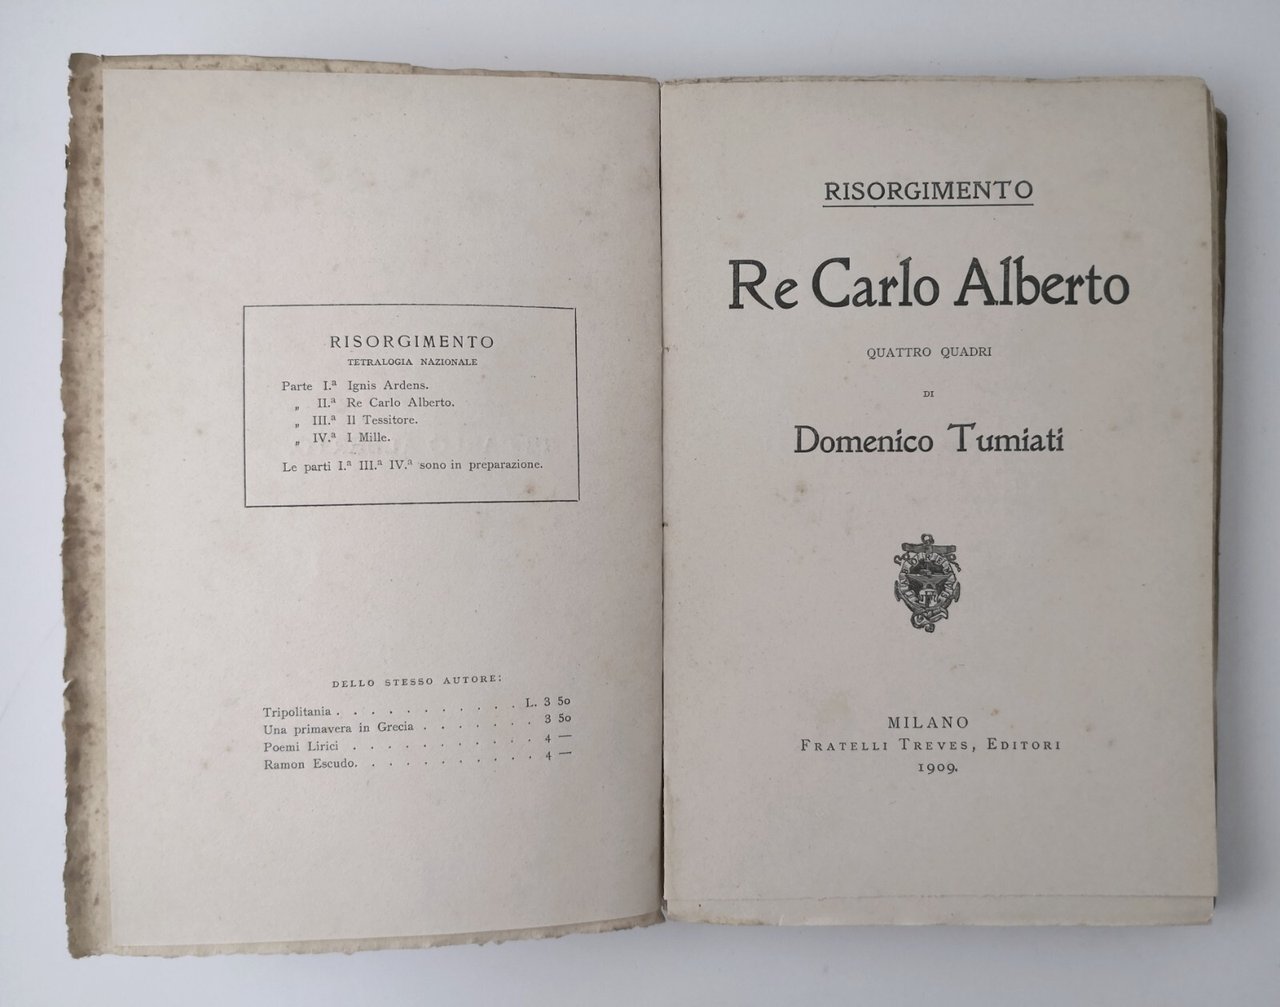 RISORGIMENTO
TETRALOGIA NAZIONALE
Parte I.ª Ignis Ardens.
„ II.ª Re Carlo Alberto.
„ III.ª Il Tessitore.
„ IV.ª I Mille.
Le parti I.ª III.ª IV.ª sono in preparazione.
DELLO STESSO AUTORE:
Tripolitania . . . . . . . . . . . L. 3 50
Una primavera in Grecia . . . . . . . 3 50
Poemi Lirici . . . . . . . . . . . 4 —
Ramon Escudo. . . . . . . . . . . 4 —
RISORGIMENTO
Re Carlo Alberto
QUATTRO QUADRI
DI
Domenico Tumiati
MILANO
FRATELLI TREVES, EDITORI
1909.